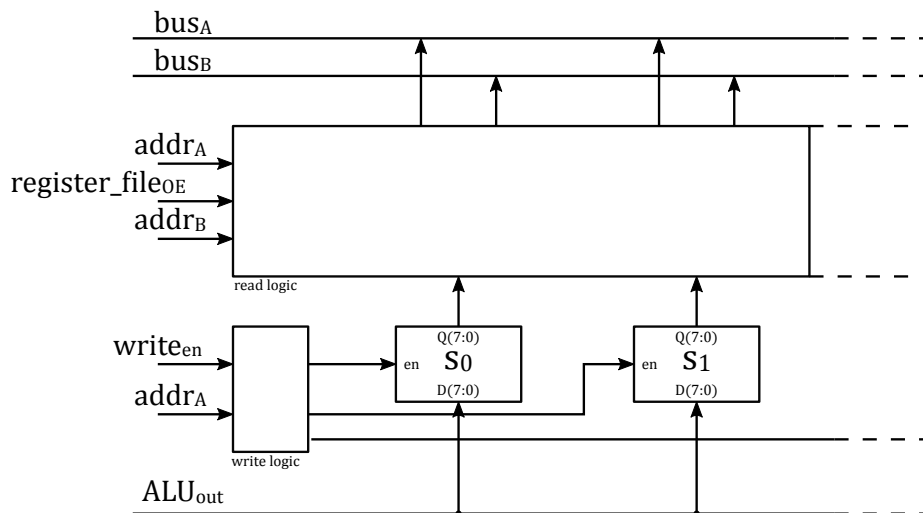 busA
busB
addrA
register_fileOE
addrB
read logic
writeen
addrA
write logic
Q(7:0)
en s0
D(7:0)
Q(7:0)
en s1
D(7:0)
ALUout